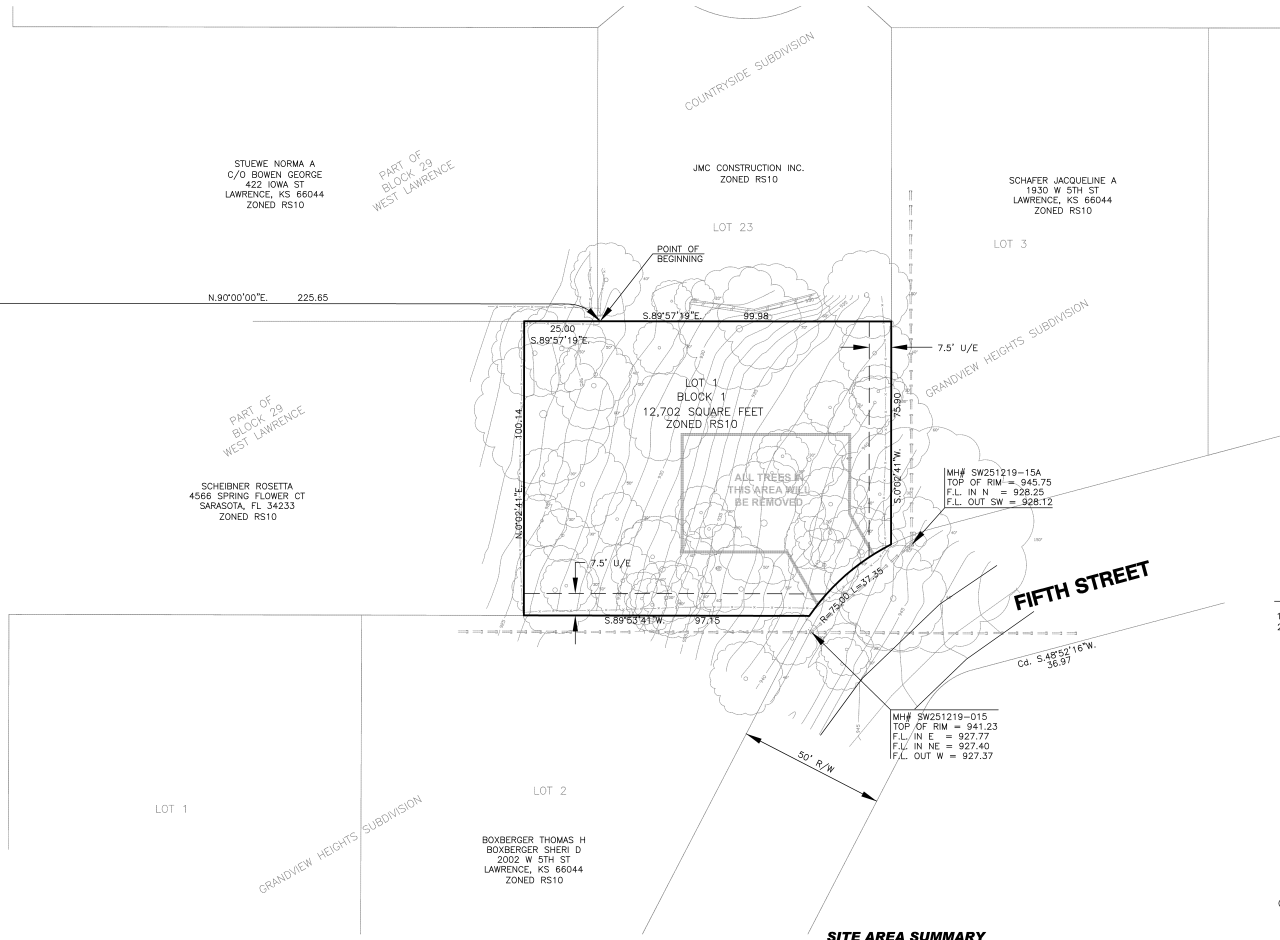 COUNTRYSIDE SUBDIVISION
STUEWE NORMA A
C/O BOWEN GEORGE
422 IOWA ST
LAWRENCE, KS 66044
ZONED RS10
PART OF
BLOCK 29
WEST LAWRENCE
JMC CONSTRUCTION INC.
ZONED RS10
LOT 23
SCHAFER JACQUELINE A
1930 W 5TH ST
LAWRENCE, KS 66044
ZONED RS10
LOT 3
POINT OF
BEGINNING
N.90°00'00"E. 225.65
S.89°57'19"E. 99.98
25.00
S.89°57'19"E.
7.5' U/E
GRANDVIEW HEIGHTS SUBDIVISION
LOT 1
BLOCK 1
12,702 SQUARE FEET
ZONED RS10
PART OF
BLOCK 29
WEST LAWRENCE
N.0°02'41"E. 100.14
S.0°02'41"W. 75.90
ALL TREES IN
THIS AREA WILL
BE REMOVED
SCHEIBNER ROSETTA
4566 SPRING FLOWER CT
SARASOTA, FL 34233
ZONED RS10
MH# SW251219-15A
TOP OF RIM = 945.75
F.L. IN N = 928.25
F.L. OUT SW = 928.12
7.5' U/E
R=75.00 L=37.35
FIFTH STREET
S.89°53'41"W. 97.15
Cd. S.48°52'16"W.
36.97
MH# SW251219-015
TOP OF RIM = 941.23
F.L. IN E = 927.77
F.L. IN NE = 927.40
F.L. OUT W = 927.37
50' R/W
LOT 1
GRANDVIEW HEIGHTS SUBDIVISION
LOT 2
BOXBERGER THOMAS H
BOXBERGER SHERI D
2002 W 5TH ST
LAWRENCE, KS 66044
ZONED RS10
SITE AREA SUMMARY